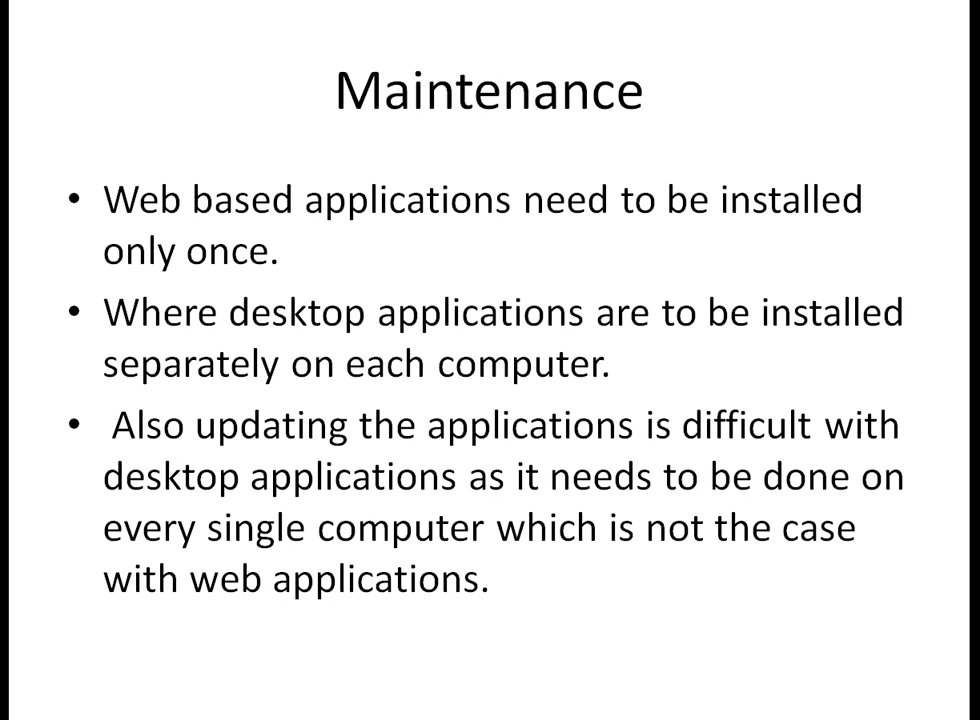 Maintenance
• Web based applications need to be installed
only once.
• Where desktop applications are to be installed
separately on each computer.
• Also updating the applications is difficult with
desktop applications as it needs to be done on
every single computer which is not the case
with web applications.